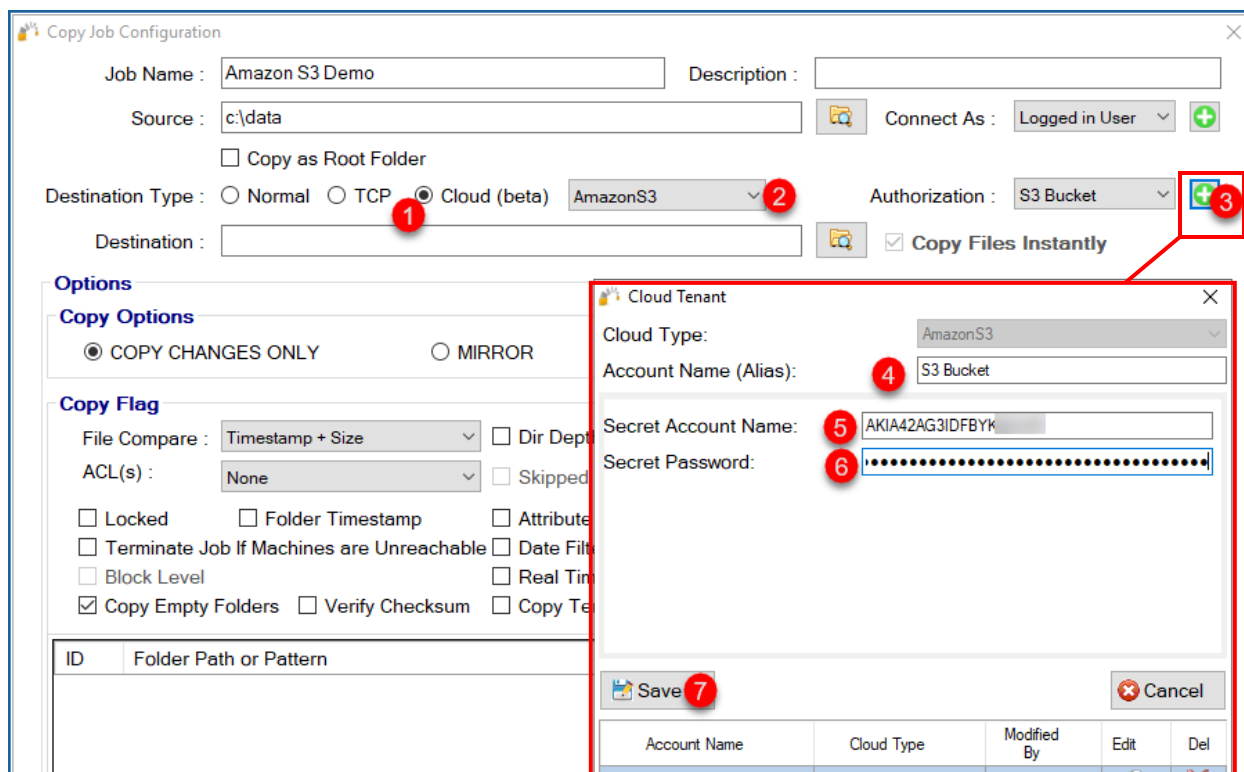 Copy Job Configuration
Job Name : Amazon S3 Demo Description :
Source : c:\data Connect As : Logged in User
Copy as Root Folder
Destination Type : Normal TCP Cloud (beta) AmazonS3 2 Authorization : S3 Bucket 3
1
Destination : Copy Files Instantly
Options
Copy Options
COPY CHANGES ONLY MIRROR
Copy Flag
File Compare : Timestamp + Size Dir Dept
ACL(s) : None Skipped
Locked Folder Timestamp Attribute
Terminate Job If Machines are Unreachable Date Filt
Block Level Real Tim
Copy Empty Folders Verify Checksum Copy Te
ID Folder Path or Pattern
Cloud Tenant
Cloud Type: AmazonS3
Account Name (Alias): 4 S3 Bucket
Secret Account Name: 5 AKIA42AG3IDFBYK
Secret Password: 6
Save 7 Cancel
Account Name Cloud Type Modified By Edit Del